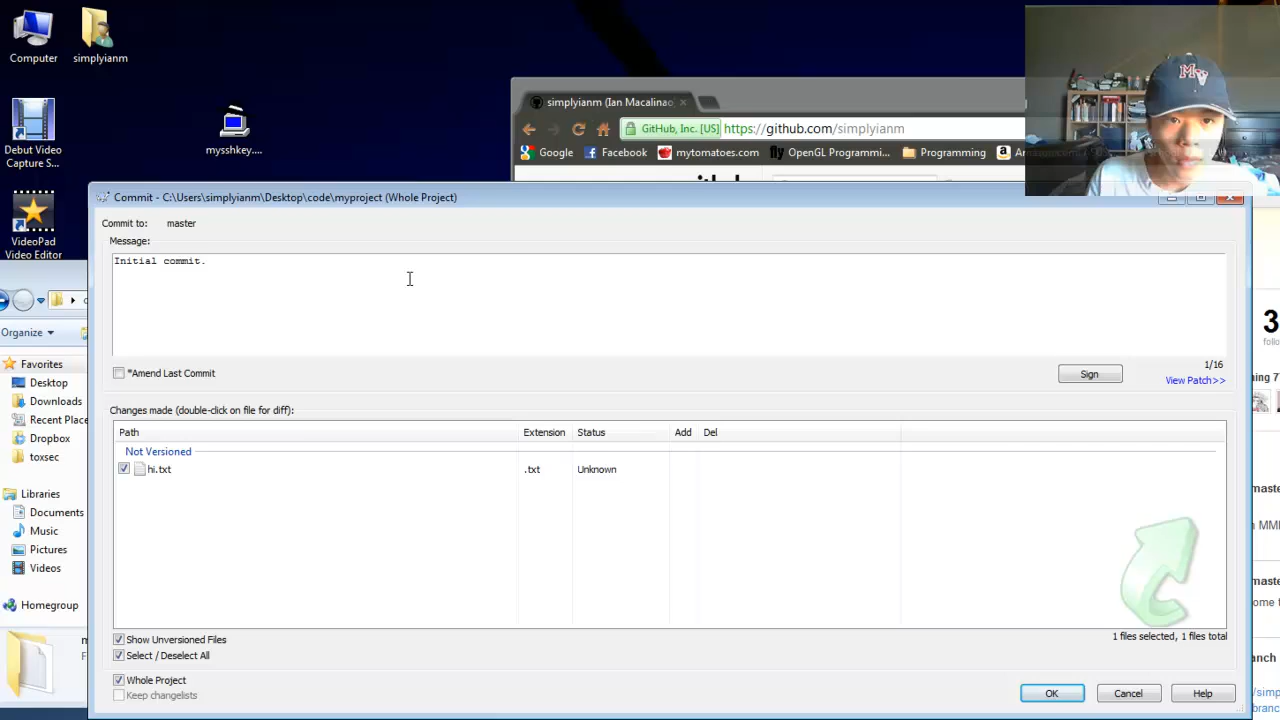 Computer
simplyianm
Debut Video
Capture S...
mysshkey....
VideoPad
Video Editor
simplyianm (Ian Macalinao)
GitHub, Inc. [US] https://github.com/simplyianm
Google Facebook mytomatoes.com OpenGL Programmi... Programming
Commit - C:\Users\simplyianm\Desktop\code\myproject (Whole Project)
Commit to: master
Message:
Initial commit.
*Amend Last Commit
Sign
1/16
View Patch>>
Changes made (double-click on file for diff):
Path Extension Status Add Del
Not Versioned
hi.txt .txt Unknown
1 files selected, 1 files total
Show Unversioned Files
Select / Deselect All
Whole Project
Keep changelists
OK Cancel Help
Organize
Favorites
Desktop
Downloads
Recent Place
Dropbox
toxsec
Libraries
Documents
Music
Pictures
Videos
Homegroup
3